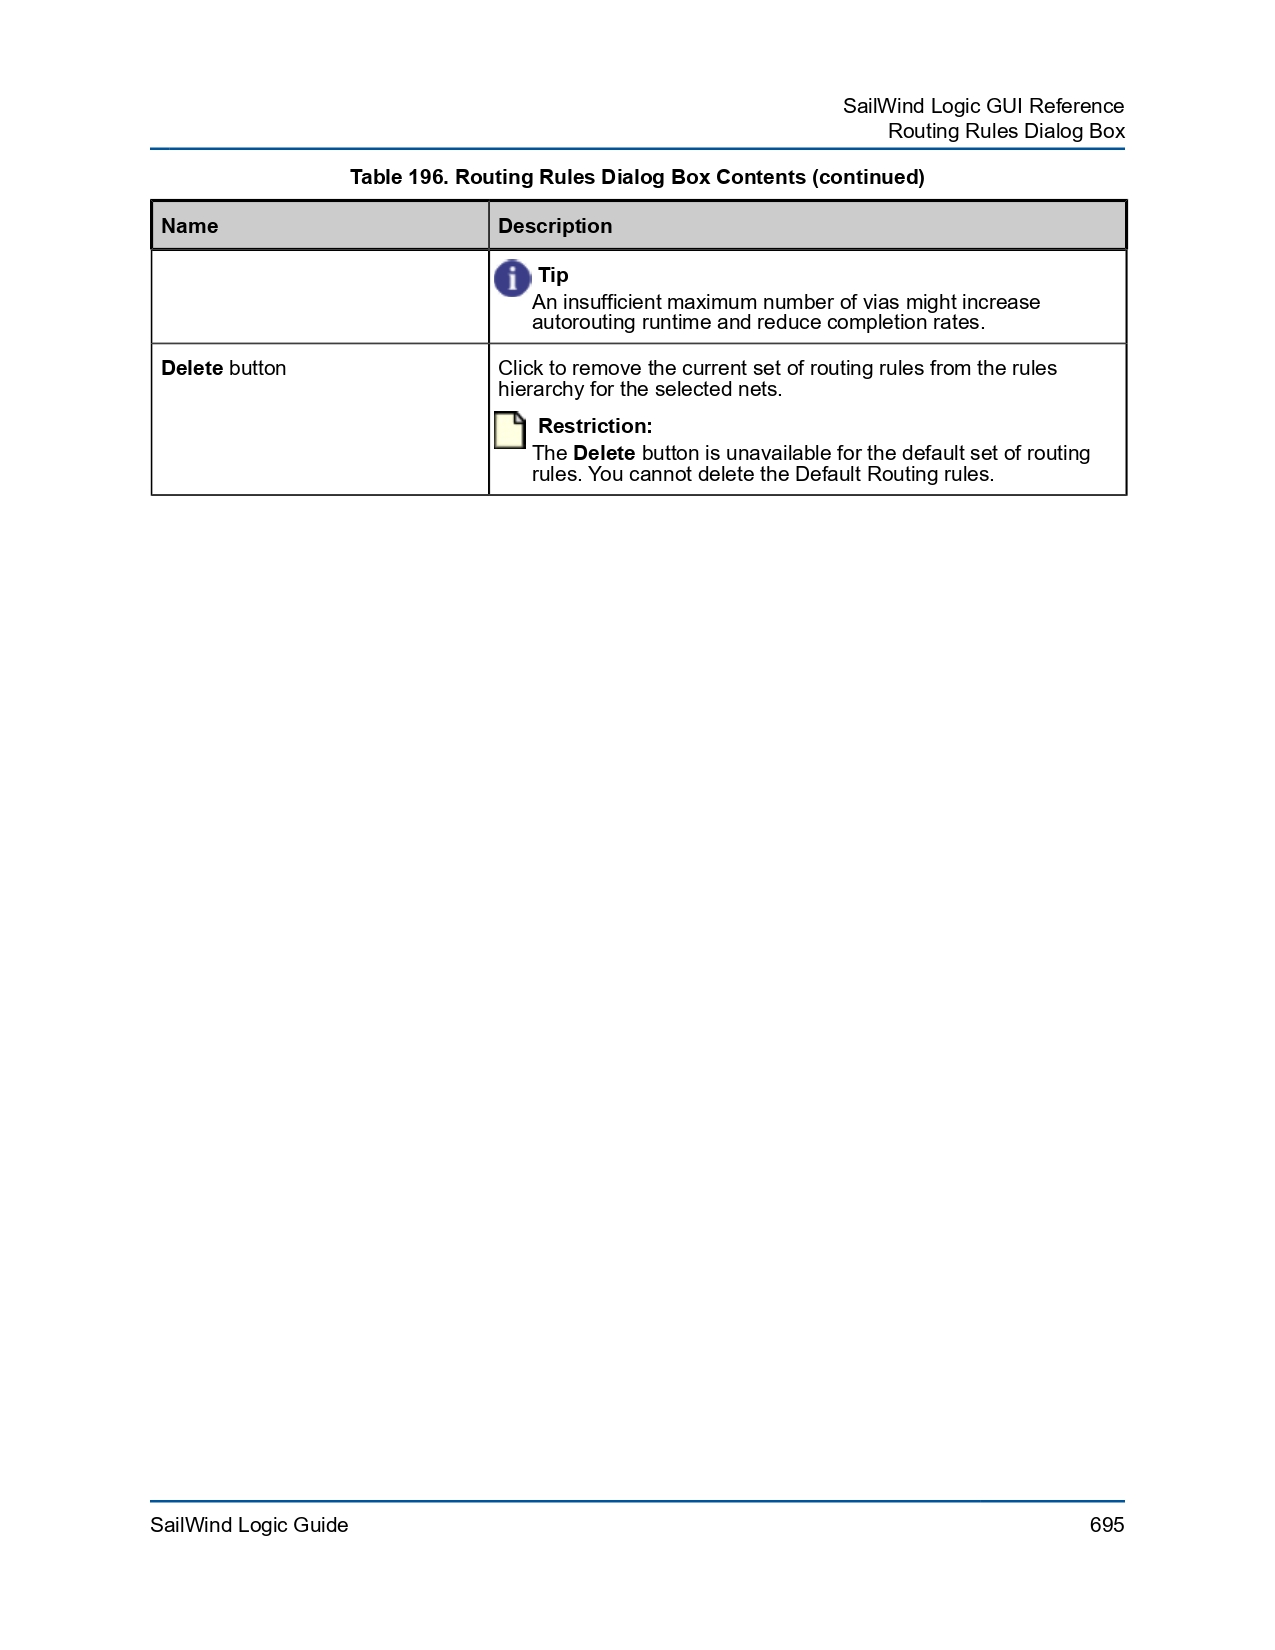 SailWind Logic GUI Reference
Routing Rules Dialog Box
Table 196. Routing Rules Dialog Box Contents (continued)
Name
Description
Tip
An insufficient maximum number of vias might increase
autorouting runtime and reduce completion rates.
Delete button
Click to remove the current set of routing rules from the rules
hierarchy for the selected nets.
Restriction:
The Delete button is unavailable for the default set of routing
rules. You cannot delete the Default Routing rules.
SailWind Logic Guide
695